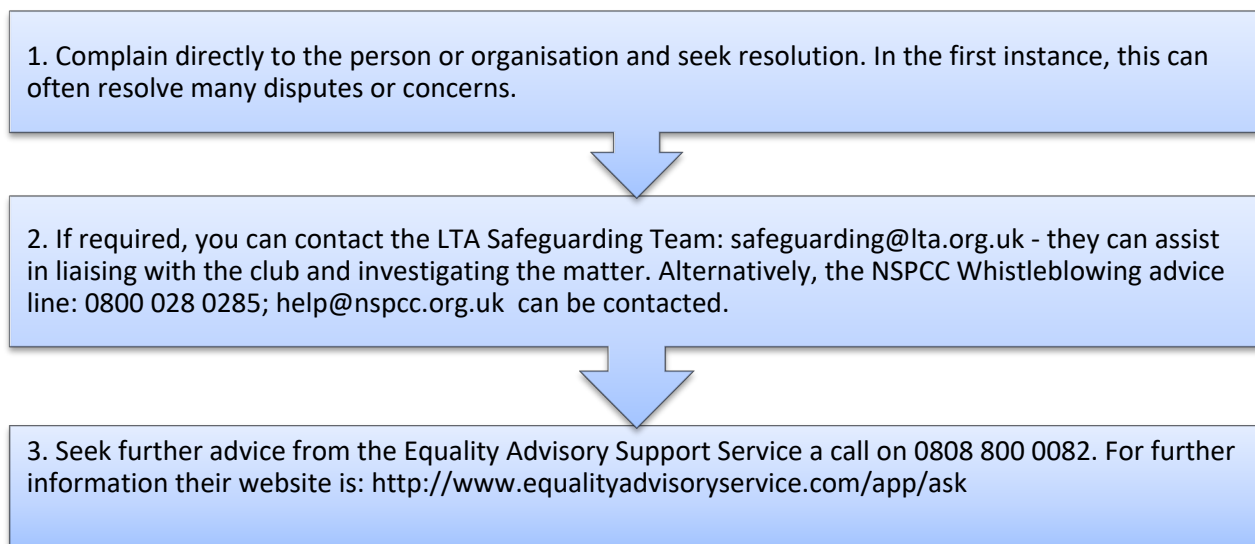 1. Complain directly to the person or organisation and seek resolution. In the first instance, this can
often resolve many disputes or concerns.
2. If required, you can contact the LTA Safeguarding Team: safeguarding@lta.org.uk - they can assist
in liaising with the club and investigating the matter. Alternatively, the NSPCC Whistleblowing advice
line: 0800 028 0285; help@nspcc.org.uk  can be contacted.
3. Seek further advice from the Equality Advisory Support Service a call on 0808 800 0082. For further
information their website is: http://www.equalityadvisoryservice.com/app/ask